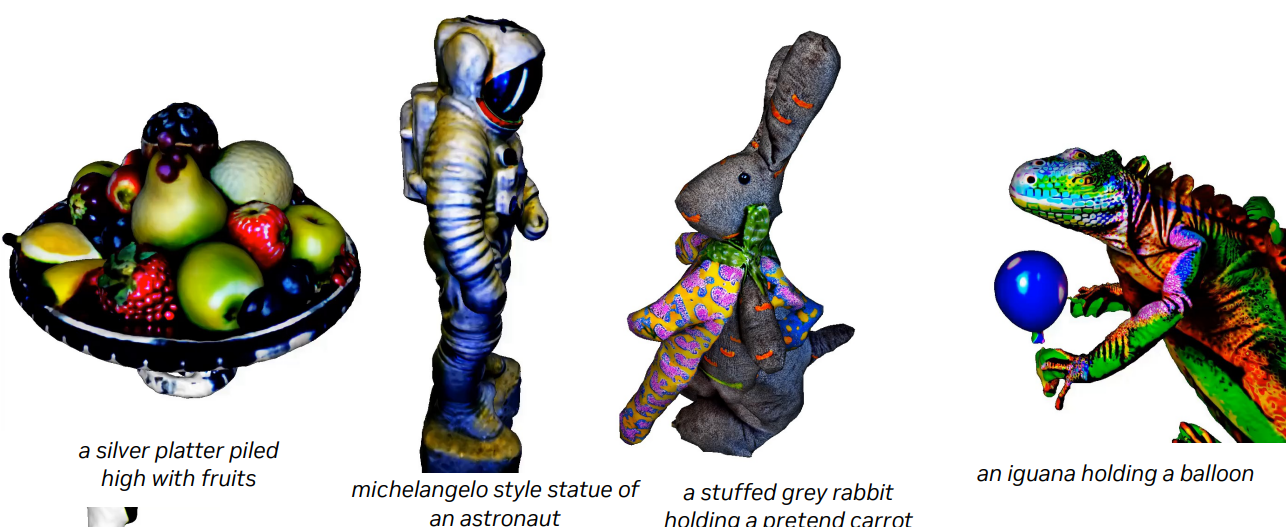 a silver platter piled
high with fruits
michelangelo style statue of
an astronaut
a stuffed grey rabbit
holding a pretend carrot
an iguana holding a balloon